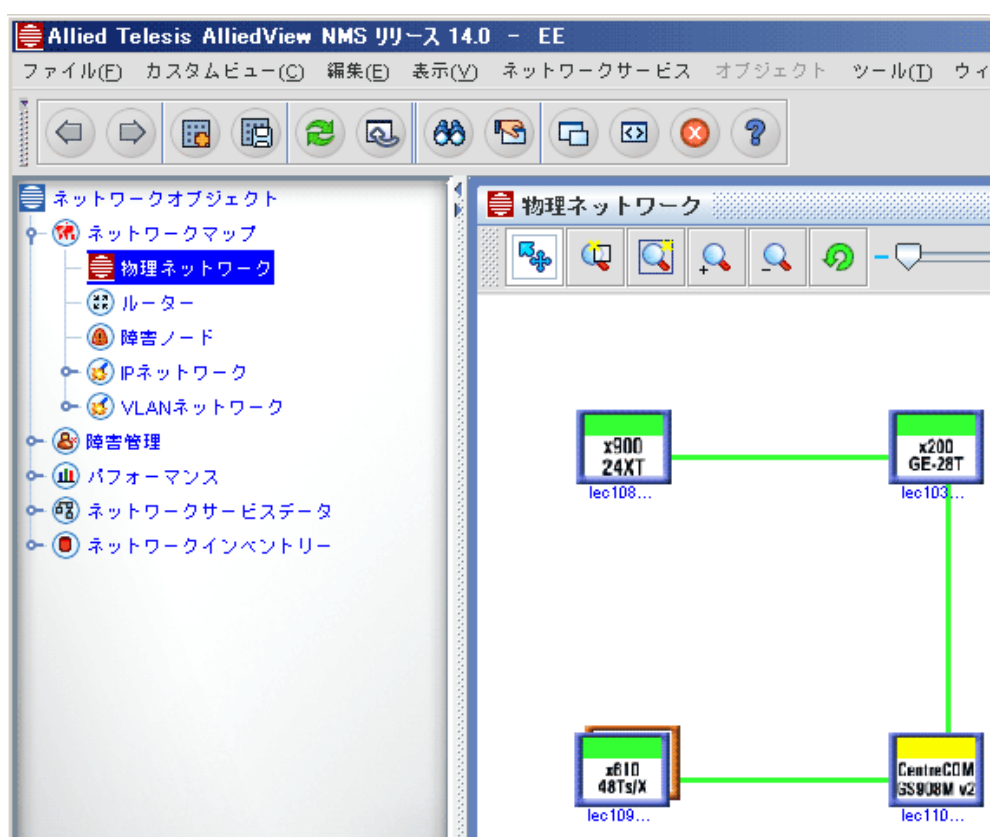 Allied Telesis AlliedView NMS リリース 14.0 - EE
ファイル(F) カスタムビュー(C) 編集(E) 表示(V) ネットワークサービス オブジェクト ツール(T) ウィ
ネットワークオブジェクト
ネットワークマップ
物理ネットワーク
ルーター
障害ノード
IPネットワーク
VLANネットワーク
障害管理
パフォーマンス
ネットワークサービスデータ
ネットワークインベントリー
物理ネットワーク
x900
24XT
lec108...
x200
GE-28T
lec103...
x610
48Ts/X
lec109...
CentreCOM
GS908M v2
lec110...